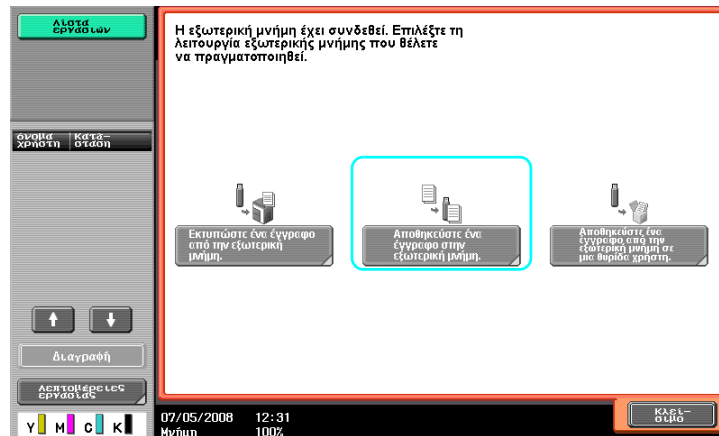 Λίστα
εργασιών
Η εξωτερική μνήμη έχει συνδεθεί. Επιλέξτε τη
λειτουργία εξωτερικής μνήμης που θέλετε
να πραγματοποιηθεί.
όνομα χρήστη
Κατά-
σταση
Εκτυπώστε ένα έγγραφο
από την εξωτερική
μνήμη.
Αποθηκεύστε ένα
έγγραφο στην
εξωτερική μνήμη.
Αποθηκεύστε ένα
έγγραφο από την
εξωτερική μνήμη σε
μια θυρίδα χρήστη.
Διαγραφή
Λεπτομέρειες
εργασίας
Y M C K
07/05/2008 12:31
Μνήμη 100%
Κλεί-
σιμο